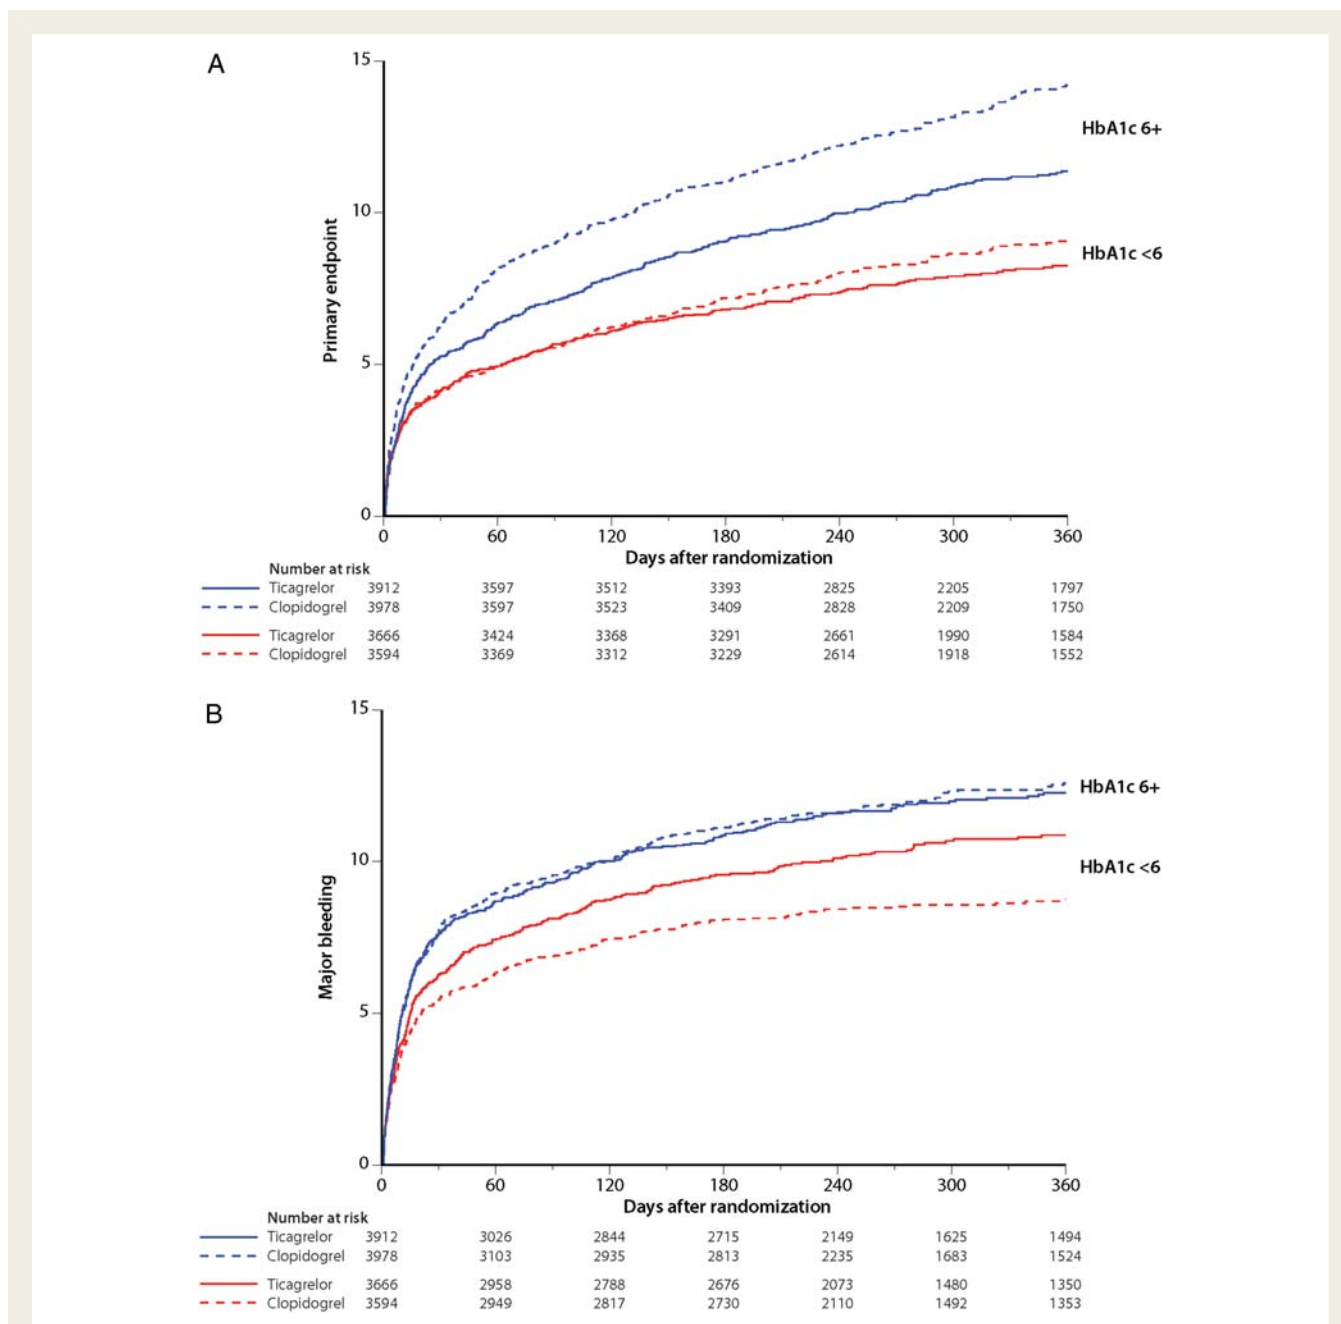 A
15
10
5
0
Primary endpoint
HbA1c 6+
HbA1c <6
0 60 120 180 240 300 360
Days after randomization
Number at risk
Ticagrelor 3912 3597 3512 3393 2825 2205 1797
Clopidogrel 3978 3597 3523 3409 2828 2209 1750
Ticagrelor 3666 3424 3368 3291 2661 1990 1584
Clopidogrel 3594 3369 3312 3229 2614 1918 1552
B
15
10
5
0
Major bleeding
HbA1c 6+
HbA1c <6
0 60 120 180 240 300 360
Days after randomization
Number at risk
Ticagrelor 3912 3026 2844 2715 2149 1625 1494
Clopidogrel 3978 3103 2935 2813 2235 1683 1524
Ticagrelor 3666 2958 2788 2676 2073 1480 1350
Clopidogrel 3594 2949 2817 2730 2110 1492 1353